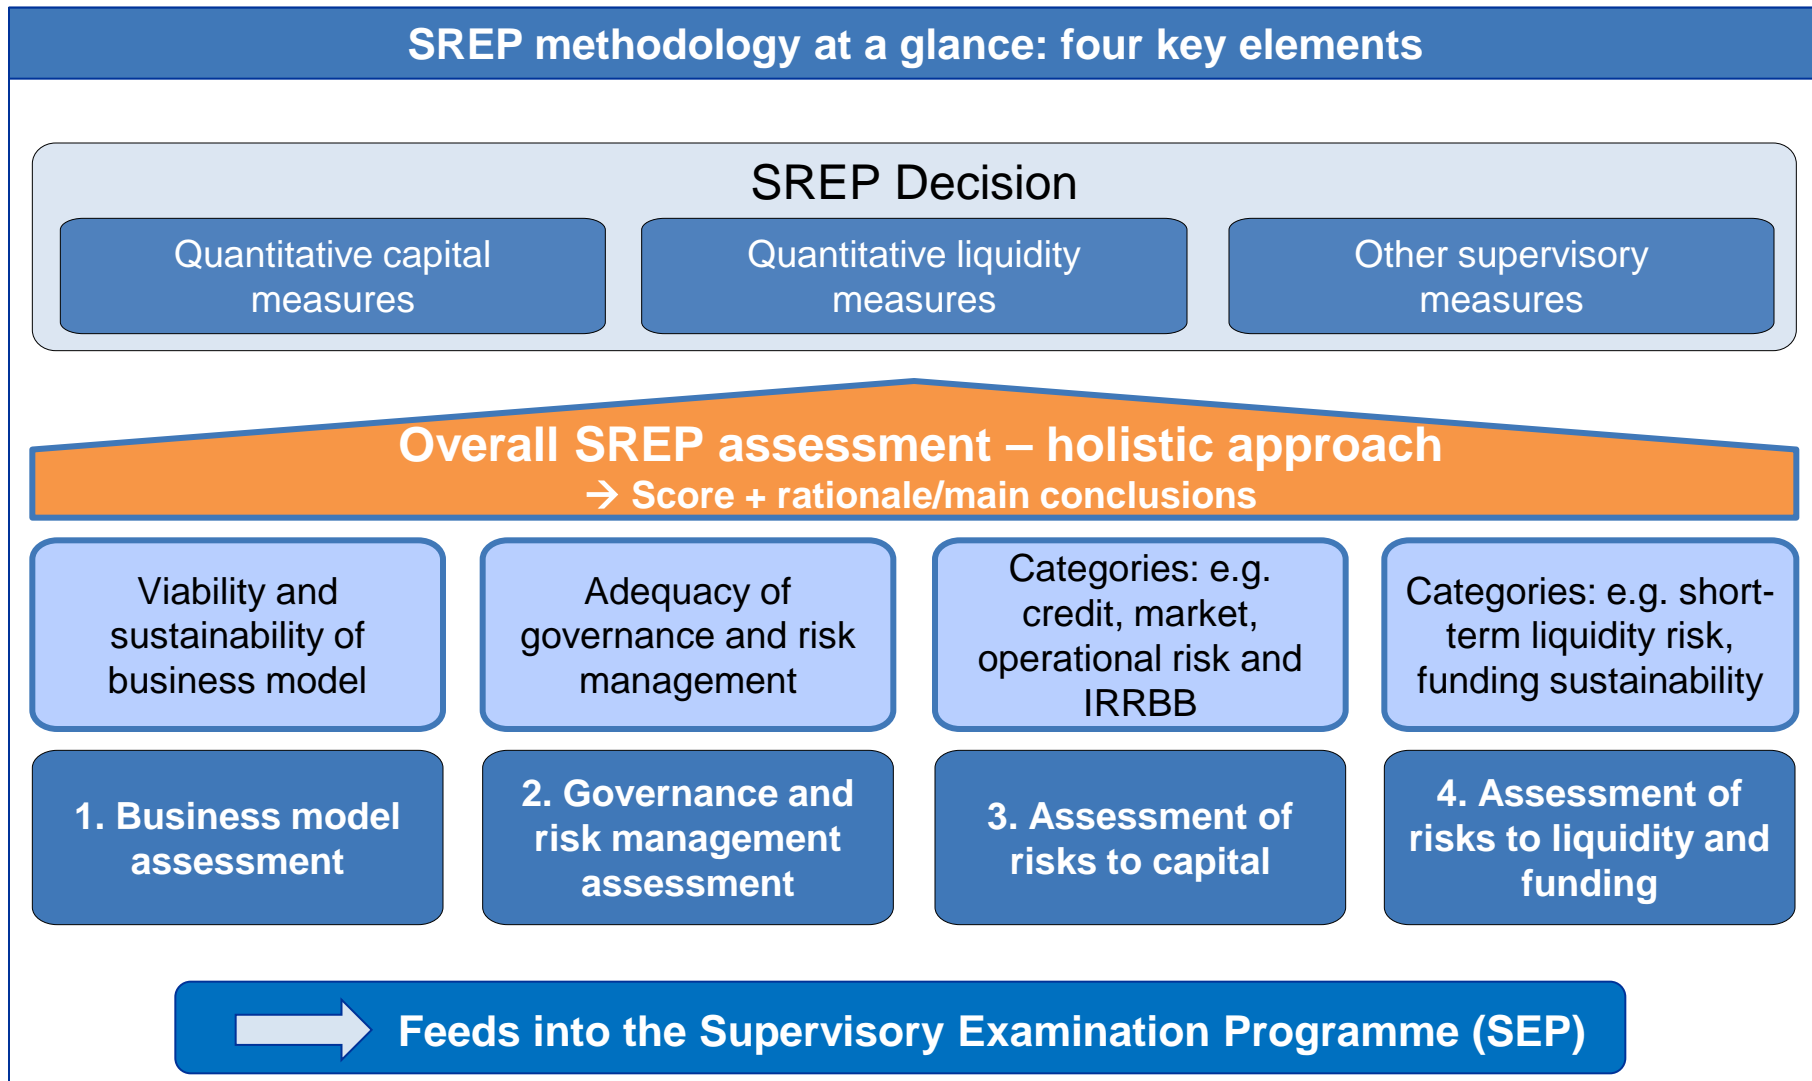 SREP methodology at a glance: four key elements
SREP Decision
Quantitative capital
measures
Quantitative liquidity
measures
Other supervisory
measures
Overall SREP assessment – holistic approach
→ Score + rationale/main conclusions
Viability and
sustainability of
business model
Adequacy of
governance and risk
management
Categories: e.g.
credit, market,
operational risk and
IRRBB
Categories: e.g. short-
term liquidity risk,
funding sustainability
1. Business model
assessment
2. Governance and
risk management
assessment
3. Assessment of
risks to capital
4. Assessment of
risks to liquidity and
funding
Feeds into the Supervisory Examination Programme (SEP)